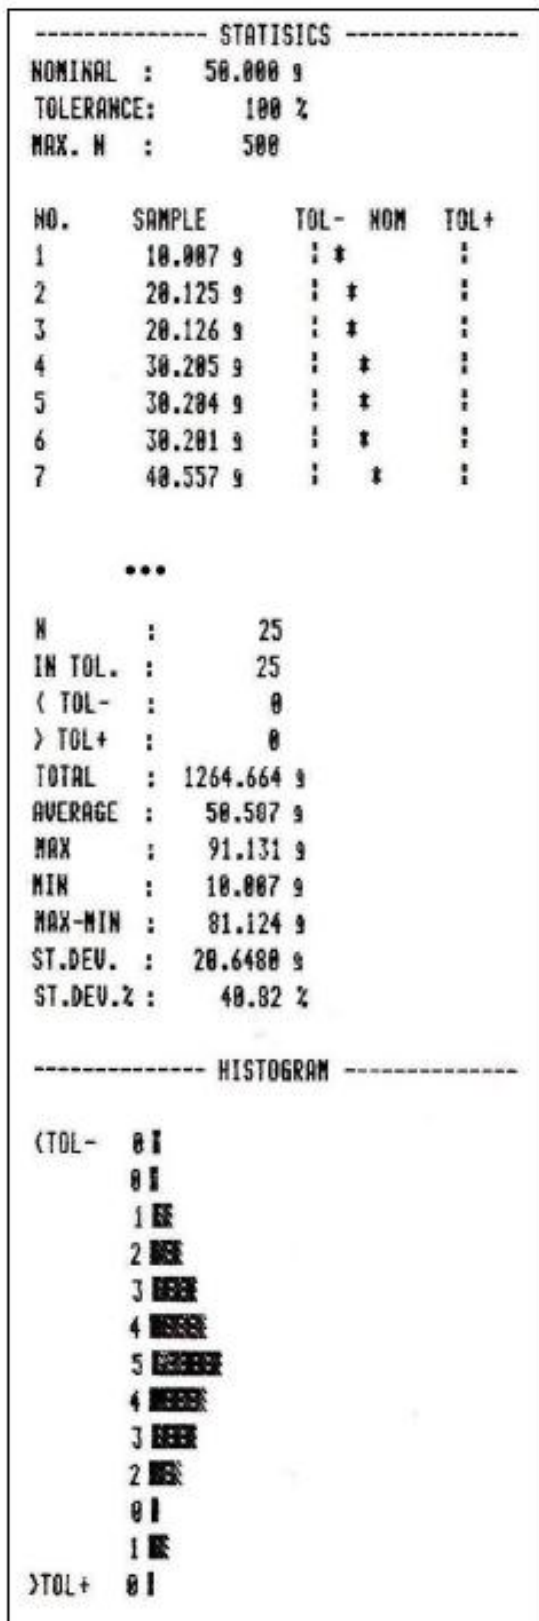 -------------- STATISICS --------------
NOMINAL : 50.000 g
TOLERANCE: 100 %
MAX. N : 500
NO. SAMPLE TOL- NOM TOL+
1 10.007 g ¦ * ¦
2 20.125 g ¦ * ¦
3 20.126 g ¦ * ¦
4 30.205 g ¦ * ¦
5 30.204 g ¦ * ¦
6 30.201 g ¦ * ¦
7 40.557 g ¦ * ¦
...
N : 25
IN TOL. : 25
< TOL- : 0
> TOL+ : 0
TOTAL : 1264.664 g
AVERAGE : 50.587 g
MAX : 91.131 g
MIN : 10.007 g
MAX-MIN : 81.124 g
ST.DEV. : 20.6480 g
ST.DEV.% : 40.82 %
-------------- HISTOGRAM --------------
<TOL- 0
0
1
2
3
4
5
4
3
2
0
1
>TOL+ 0